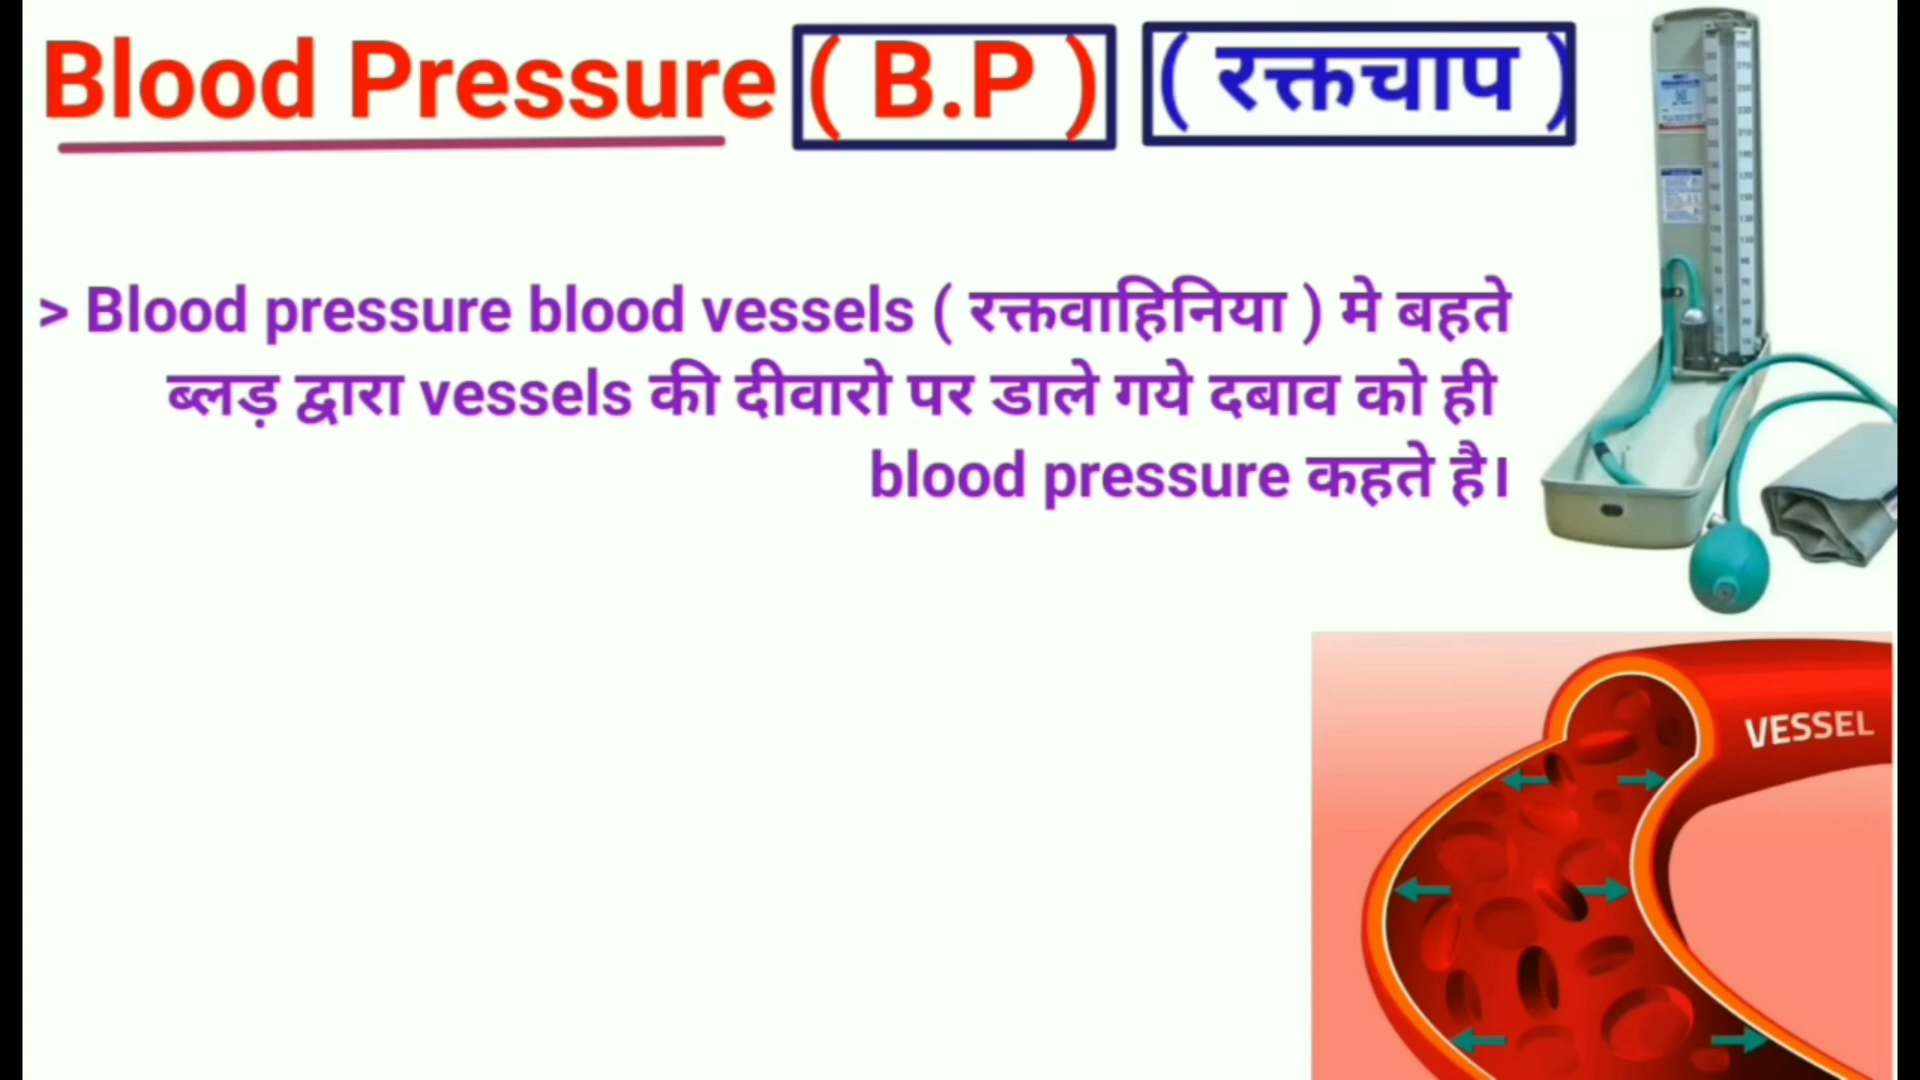 Blood Pressure ( B.P ) ( रक्तचाप )
> Blood pressure blood vessels ( रक्तवाहिनिया ) मे बहते
ब्लड़ द्वारा vessels की दीवारो पर डाले गये दबाव को ही
blood pressure कहते है।
VESSEL